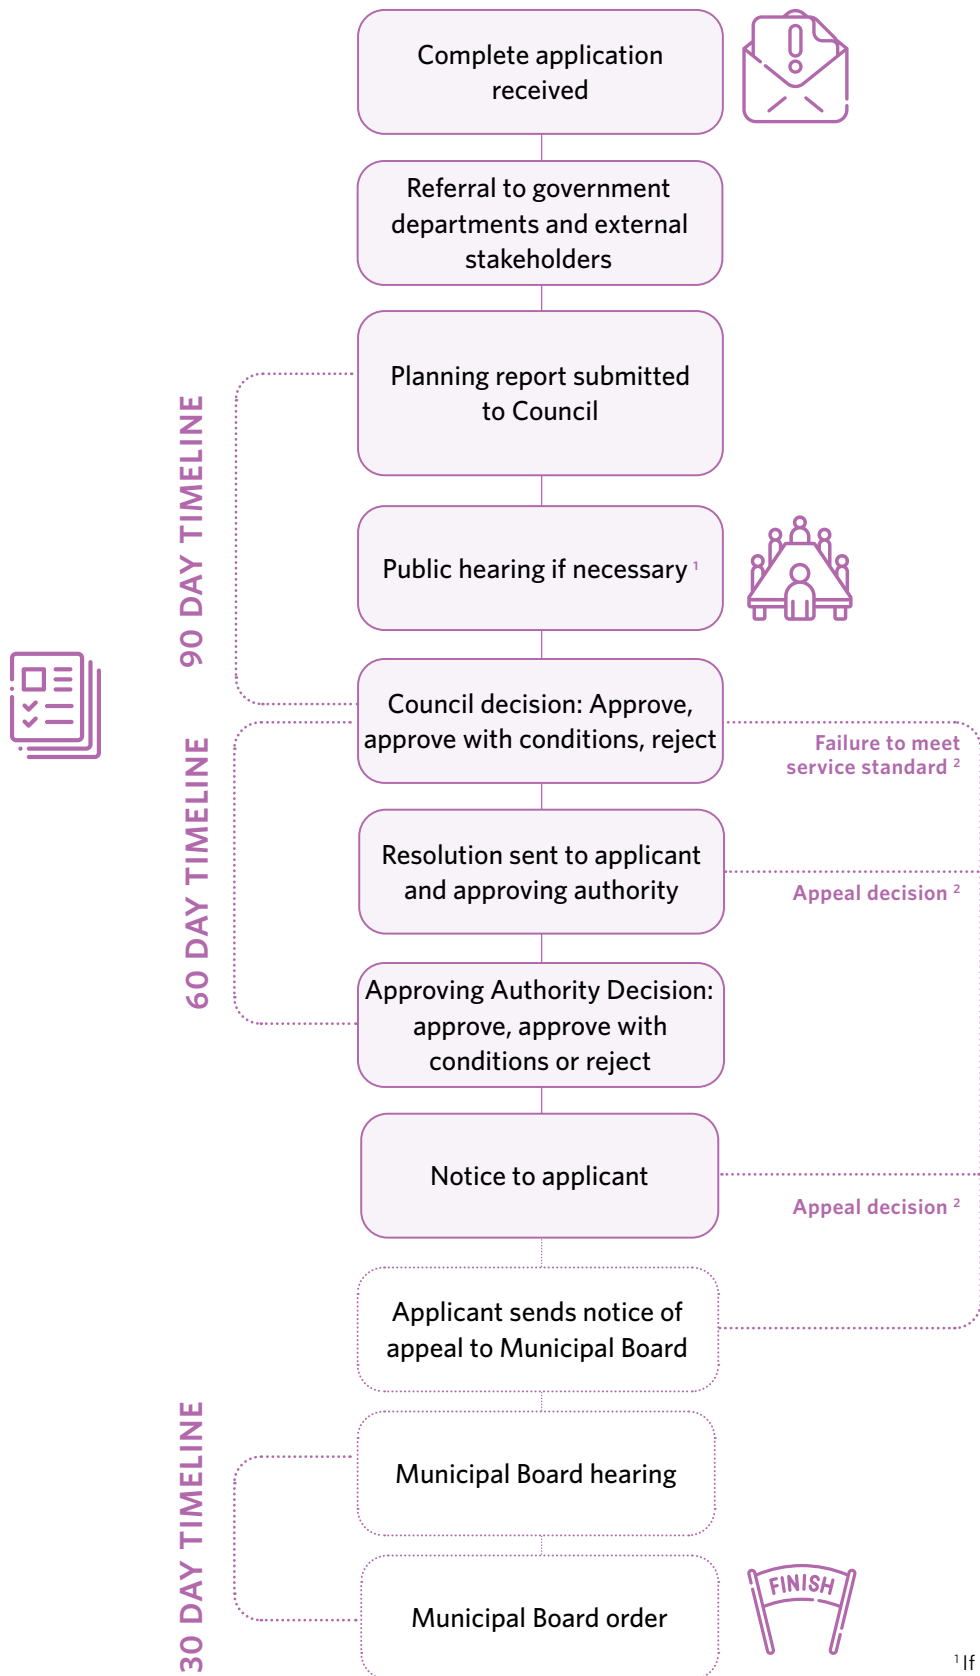 Complete application
received
Referral to government
departments and external
stakeholders
Planning report submitted
to Council
90 DAY TIMELINE
Public hearing if necessary ¹
Council decision: Approve,
approve with conditions, reject
Failure to meet
service standard ²
60 DAY TIMELINE
Resolution sent to applicant
and approving authority
Appeal decision ²
Approving Authority Decision:
approve, approve with
conditions or reject
Notice to applicant
Appeal decision ²
Applicant sends notice of
appeal to Municipal Board
30 DAY TIMELINE
Municipal Board hearing
Municipal Board order
FINISH
¹ If